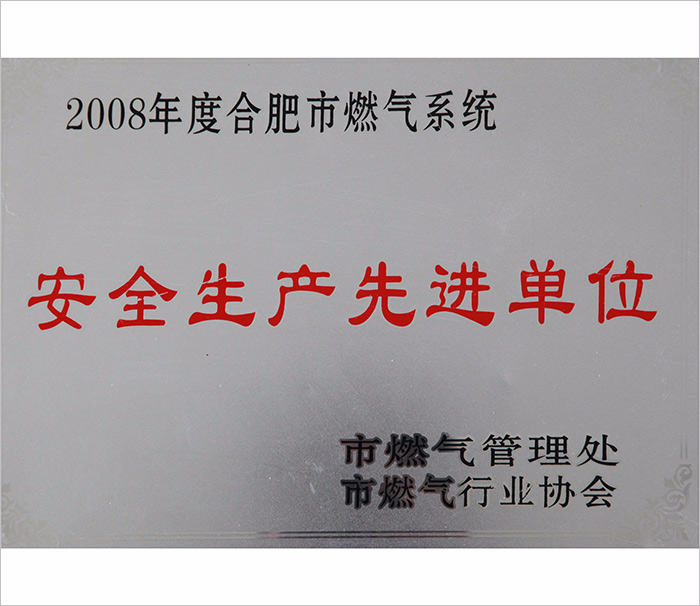 2008年度合肥市燃气系统
安全生产先进单位
市燃气管理处
市燃气行业协会